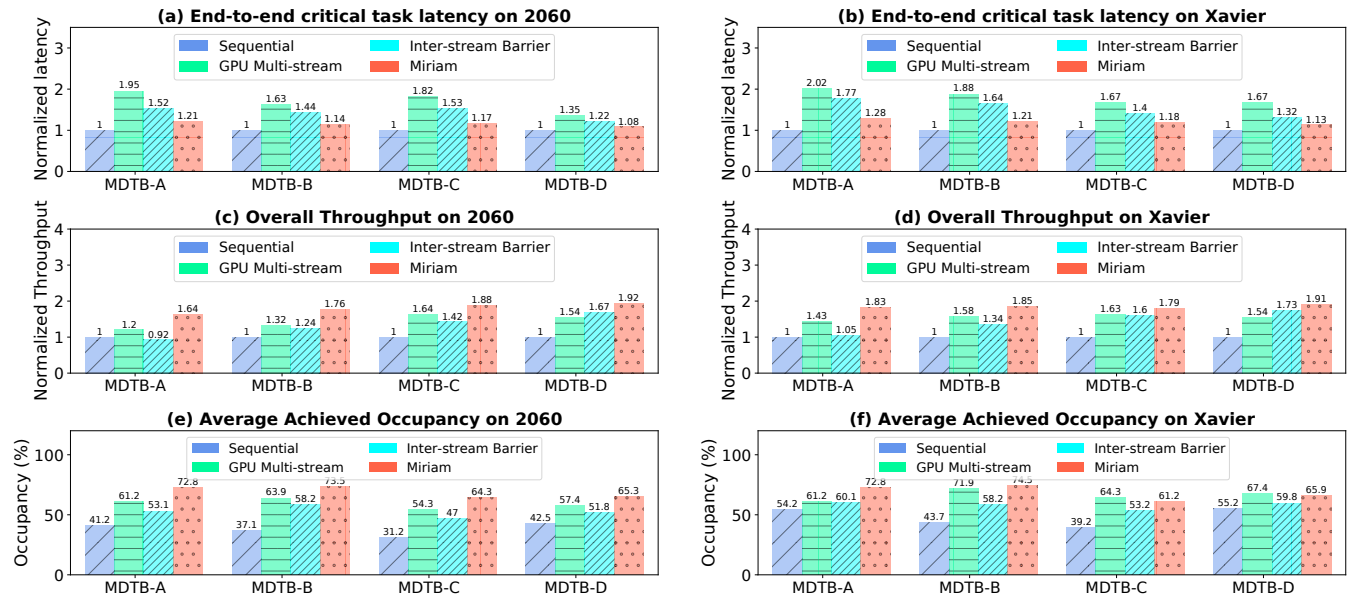 (a) End-to-end critical task latency on 2060
Normalized latency
3
2
1
0
Sequential
Inter-stream Barrier
GPU Multi-stream
Miriam
1 1.95 1.52 1.21
1 1.63 1.44 1.14
1 1.82 1.53 1.17
1 1.35 1.22 1.08
MDTB-A MDTB-B MDTB-C MDTB-D
(b) End-to-end critical task latency on Xavier
Normalized latency
3
2
1
0
Sequential
Inter-stream Barrier
GPU Multi-stream
Miriam
1 2.02 1.77 1.28
1 1.88 1.64 1.21
1 1.67 1.4 1.18
1 1.67 1.32 1.13
MDTB-A MDTB-B MDTB-C MDTB-D
(c) Overall Throughput on 2060
Normalized Throughput
4
3
2
1
0
Sequential
Inter-stream Barrier
GPU Multi-stream
Miriam
1 1.2 0.92 1.64
1 1.32 1.24 1.76
1 1.64 1.42 1.88
1 1.54 1.67 1.92
MDTB-A MDTB-B MDTB-C MDTB-D
(d) Overall Throughput on Xavier
Normalized Throughput
4
3
2
1
0
Sequential
Inter-stream Barrier
GPU Multi-stream
Miriam
1 1.43 1.05 1.83
1 1.58 1.34 1.85
1 1.63 1.6 1.79
1 1.54 1.73 1.91
MDTB-A MDTB-B MDTB-C MDTB-D
(e) Average Achieved Occupancy on 2060
Occupancy (%)
100
50
0
Sequential
Inter-stream Barrier
GPU Multi-stream
Miriam
41.2 61.2 53.1 72.8
37.1 63.9 58.2 73.5
31.2 54.3 47 64.3
42.5 57.4 51.8 65.3
MDTB-A MDTB-B MDTB-C MDTB-D
(f) Average Achieved Occupancy on Xavier
Occupancy (%)
100
50
0
Sequential
Inter-stream Barrier
GPU Multi-stream
Miriam
54.2 61.2 60.1 72.8
43.7 71.9 58.2
39.2 64.3 53.2 61.2
55.2 67.4 59.8 65.9
MDTB-A MDTB-B MDTB-C MDTB-D